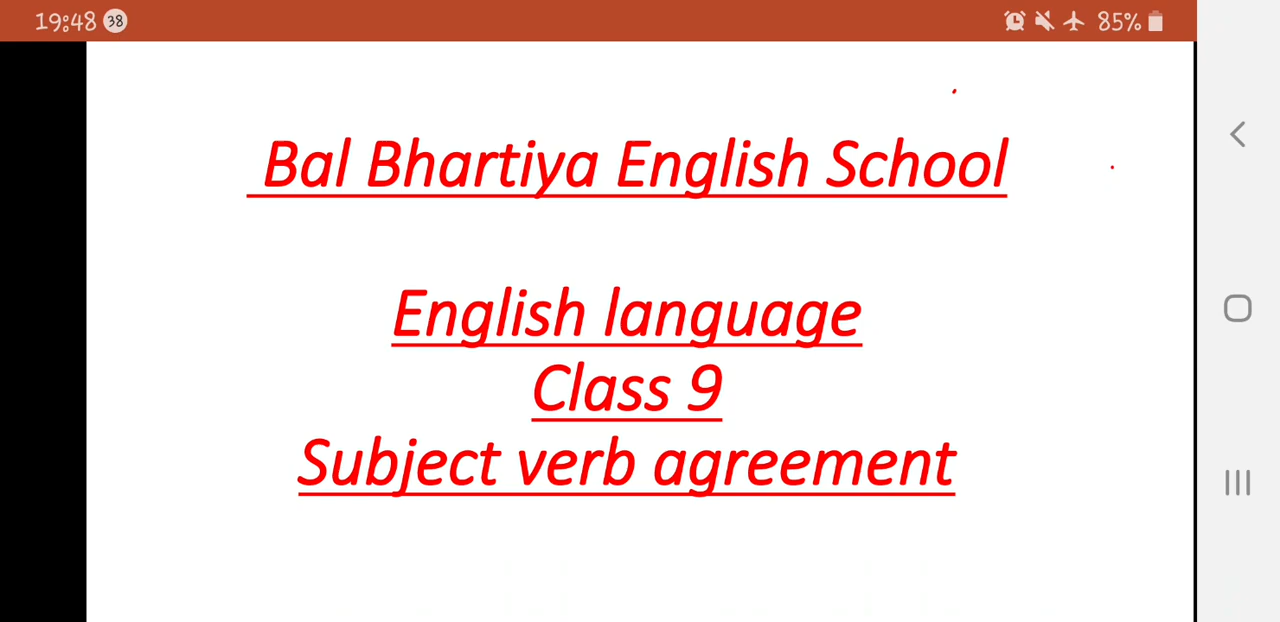 19:48 38 85%
Bal Bhartiya English School
English language
Class 9
Subject verb agreement